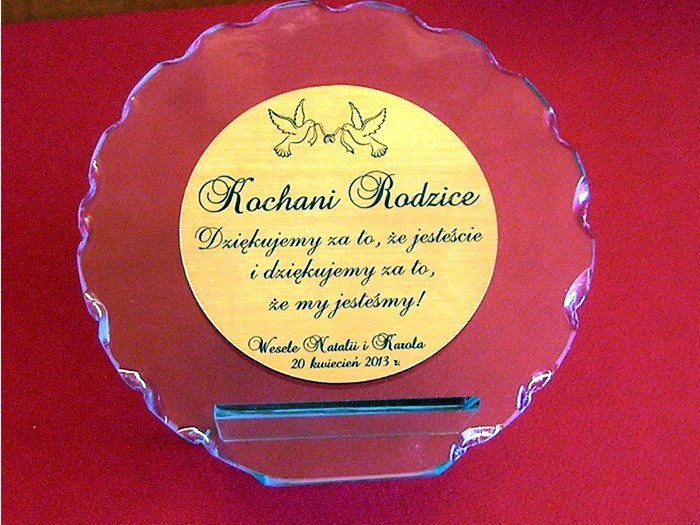 Kochani Rodzice
Dziękujemy za to, że jesteście
i dziękujemy za to,
że my jesteśmy!
Wesele Natalii i Karola
20 kwiecień 2013 r.